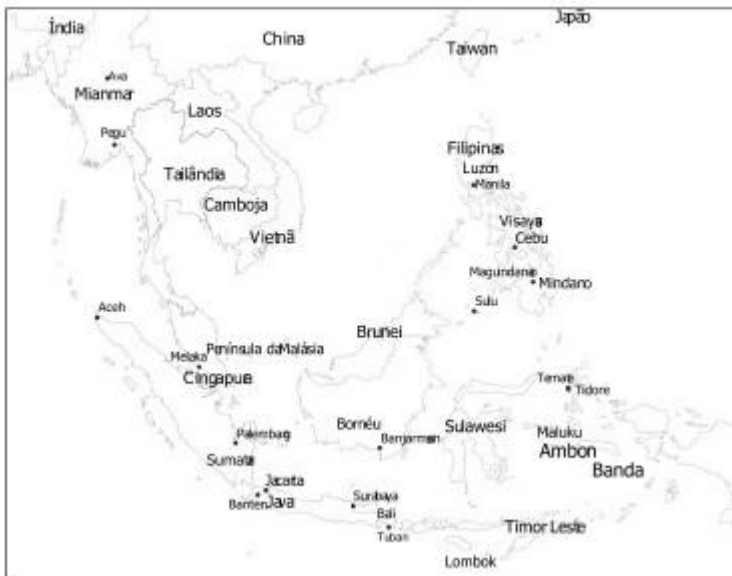 Japão
Índia
China
Taiwan
Ava
Mianmar
Laos
Pegu
Filipinas
Luzon
Tailândia
Manila
Camboja
Visaya
Cebu
Vietnã
Magundanao
Mindano
Aceh
Sulu
Brunei
Península da Malásia
Melaka
Cingapura
Ternate
Tidore
Bornéu
Sulawesi
Maluku
Palembang
Banjarmasin
Ambon
Sumatra
Banda
Jacarta
Banten
Java
Surabaya
Bali
Timor Leste
Tuban
Lombok